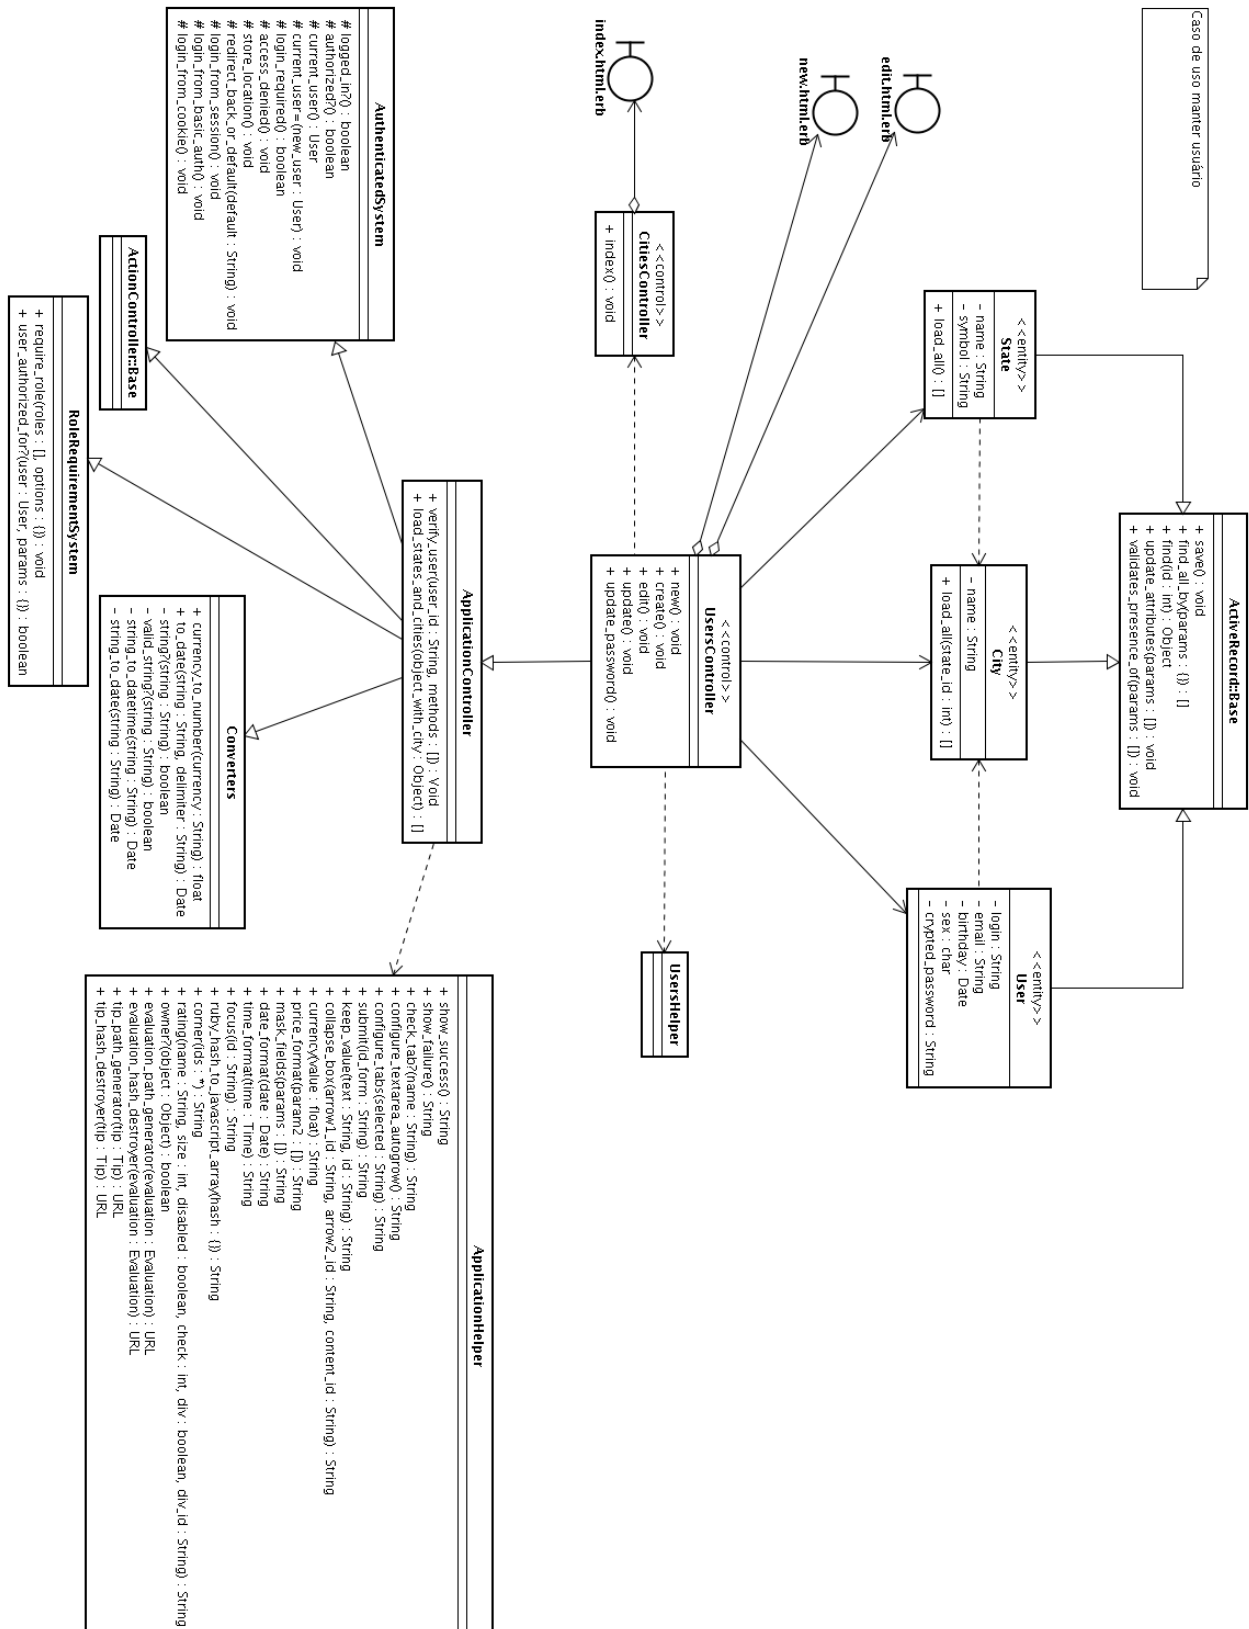 Caso de uso manter usuário
ActiveRecord::Base
+ save() : void
+ find_all_by(params : {}) : []
+ find(id : int) : Object
+ update_attributes(params : []) : void
+ validates_presence_of(params : []) : void
<<entity>>
State
- name : String
- symbol : String
+ load_all() : []
<<entity>>
City
- name : String
+ load_all(state_id : int) : []
<<entity>>
User
- login : String
- email : String
- birthday : Date
- sex : char
- crypted_password : String
edit.html.erb
new.html.erb
index.html.erb
<<control>>
CitiesController
+ index() : void
<<control>>
UsersController
+ new() : void
+ create() : void
+ edit() : void
+ update() : void
+ update_password() : void
UsersHelper
ApplicationController
+ verify_user(user_id : String, methods : []) : Void
+ load_states_and_cities(object_with_city : Object) : []
AuthenticatedSystem
# logged_in?() : boolean
# authorized?() : boolean
# current_user() : User
# current_user=(new_user : User) : void
# login_required() : boolean
# access_denied() : void
# store_location() : void
# redirect_back_or_default(default : String) : void
# login_from_session() : void
# login_from_basic_auth() : void
# login_from_cookie() : void
ActionController::Base
RoleRequirementSystem
+ require_role(roles : [], options : {}) : void
+ user_authorized_for?(user : User, params : {}) : boolean
Converters
+ currency_to_number(currency : String) : float
+ to_date(string : String, delimiter : String) : Date
- string?(string : String) : boolean
- valid_string?(string : String) : boolean
- string_to_datetime(string : String) : Date
- string_to_date(string : String) : Date
ApplicationHelper
+ show_success() : String
+ show_failure() : String
+ check_tab?(name : String) : String
+ configure_textarea_autogrow() : String
+ configure_tabs(selected : String) : String
+ submit(id_form : String) : String
+ keep_value(text : String, id : String) : String
+ collapse_box(arrow1_id : String, arrow2_id : String, content_id : String) : String
+ currency(value : float) : String
+ price_format(param2 : []) : String
+ mask_fields(params : []) : String
+ date_format(date : Date) : String
+ time_format(time : Time) : String
+ focus(id : String) : String
+ ruby_hash_to_javascript_array(hash : {}) : String
+ corner(ids : *) : String
+ rating(name : String, size : int, disabled : boolean, check : int, div : boolean, div_id : String) : String
+ owner?(object : Object) : boolean
+ evaluation_path_generator(evaluation : Evaluation) : URL
+ evaluation_hash_destroyer(evaluation : Evaluation) : URL
+ tip_path_generator(tip : Tip) : URL
+ tip_hash_destroyer(tip : Tip) : URL